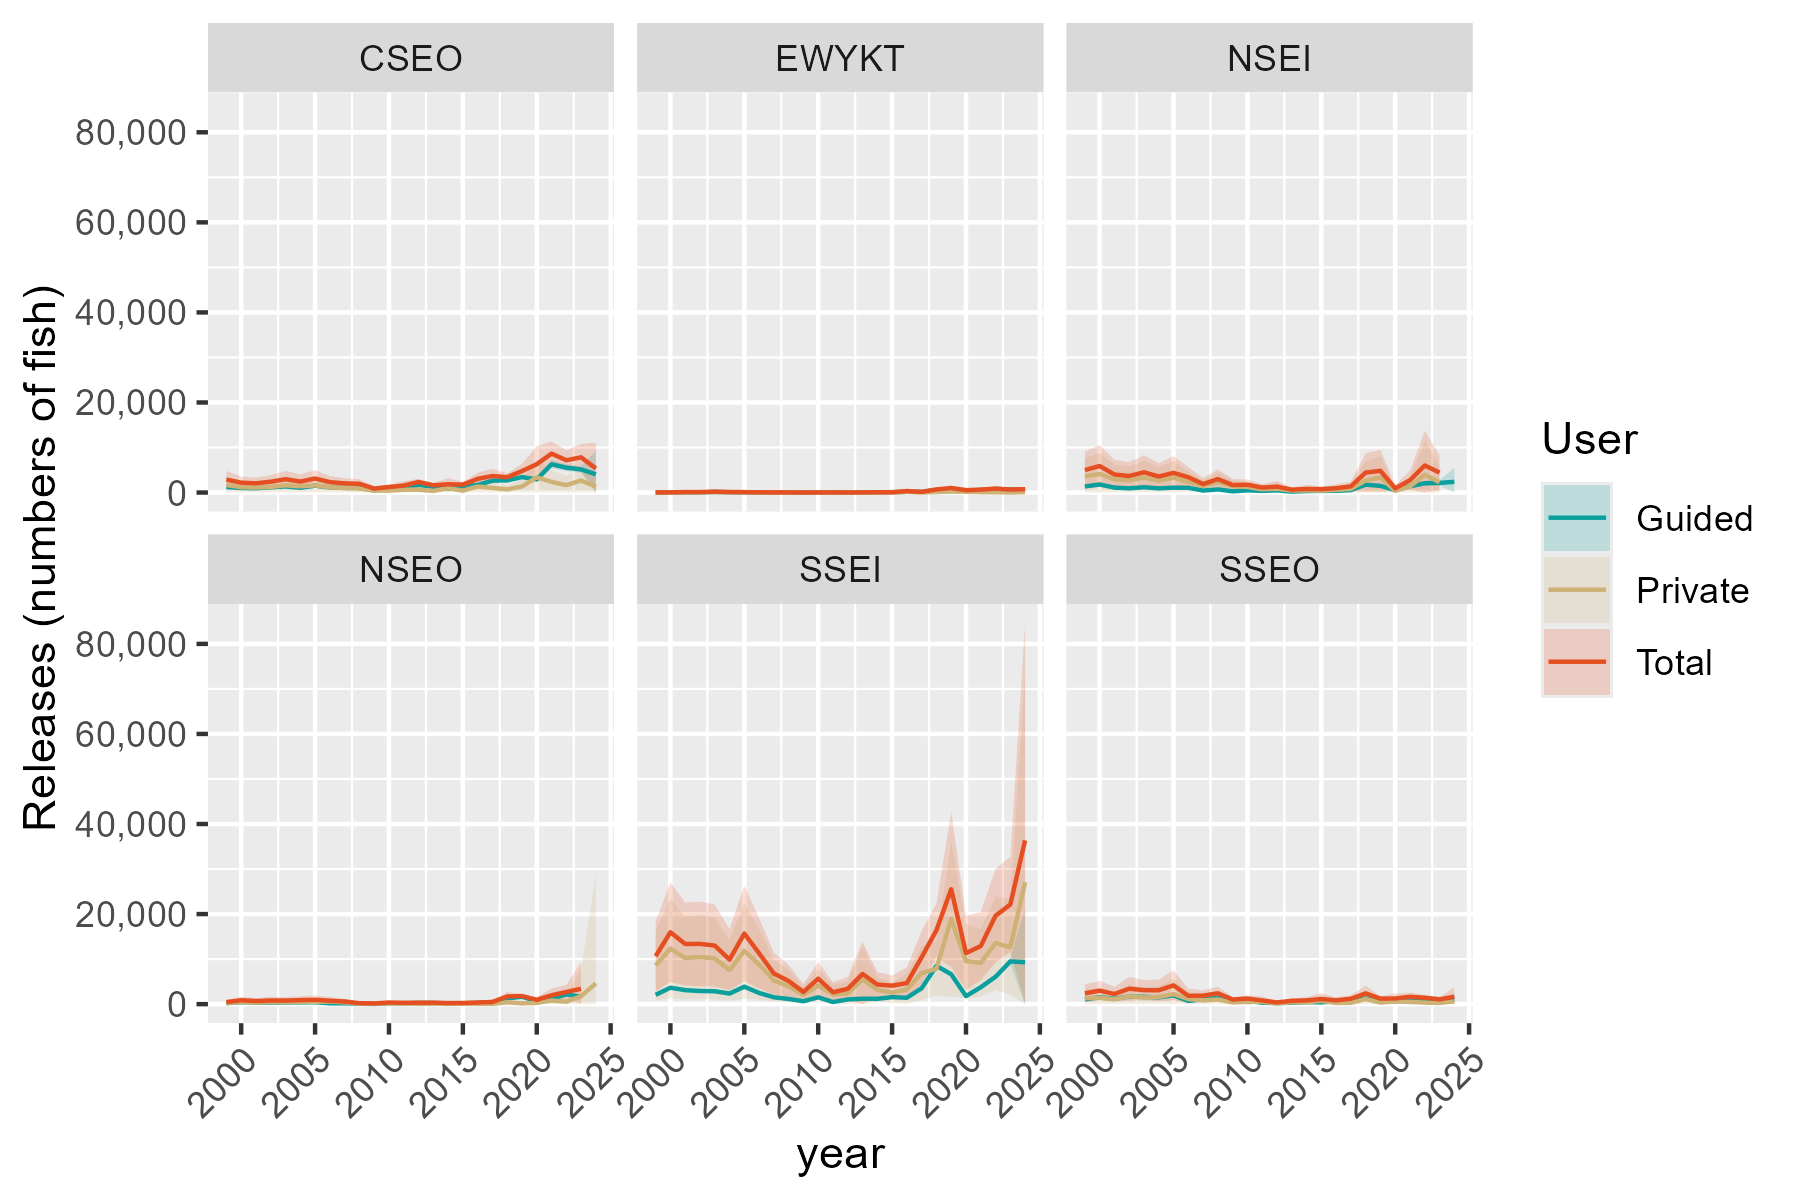 CSEO EWYKT NSEI
80,000
60,000
40,000
20,000
0
NSEO SSEI SSEO
80,000
60,000
40,000
20,000
0
2000 2005 2010 2015 2020 2025 2000 2005 2010 2015 2020 2025 2000 2005 2010 2015 2020 2025
year
Releases (numbers of fish)
User
Guided
Private
Total